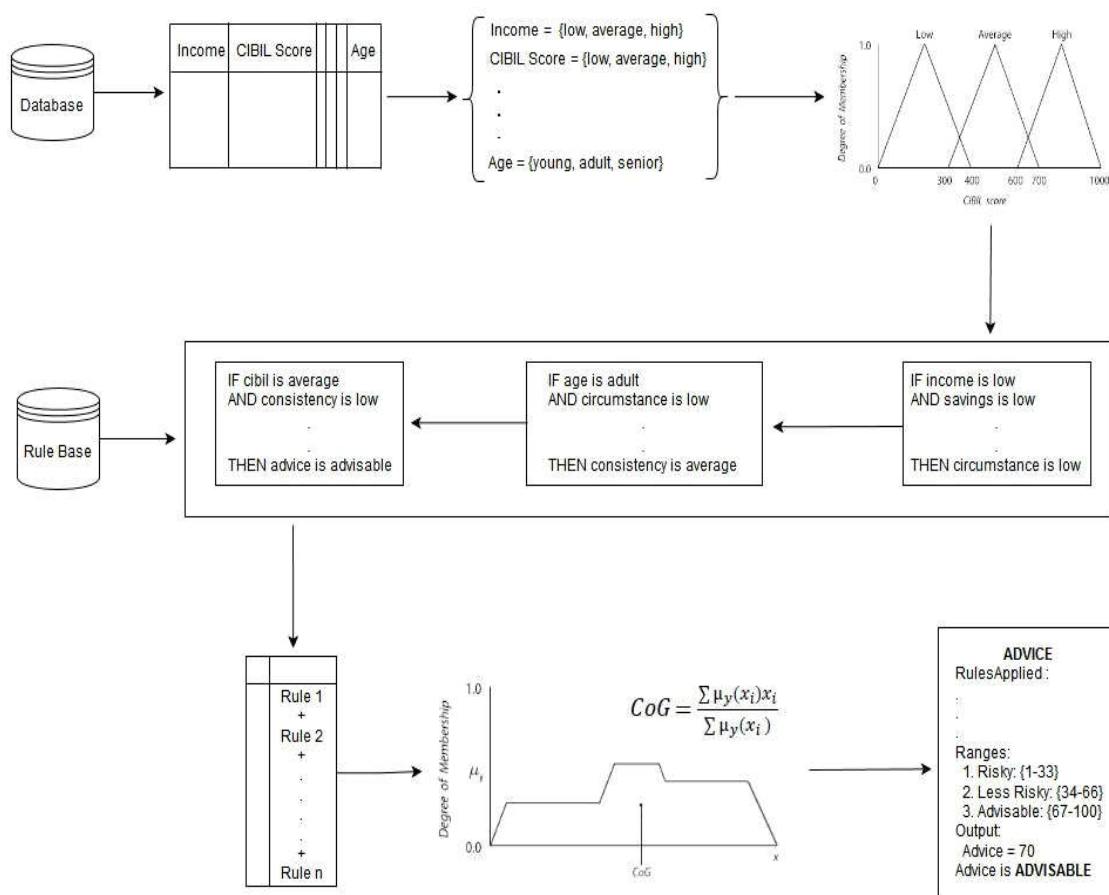 Database
Income CIBIL Score Age
Income = {low, average, high}
CIBIL Score = {low, average, high}
.
.
.
Age = {young, adult, senior}
Low Average High
1.0
Degree of Membership
0.0
0 300 400 600 700 1000
CIBIL score
Rule Base
IF cibil is average
AND consistency is low
.
.
THEN advice is advisable
IF age is adult
AND circumstance is low
.
.
THEN consistency is average
IF income is low
AND savings is low
.
.
THEN circumstance is low
Rule 1
+
Rule 2
+
.
.
.
.
+
Rule n
1.0
Degree of Membership
0.0
CoG = ∑ μy(xi)xi / ∑ μy(xi)
x
CoG
ADVICE
RulesApplied :
.
.
.
Ranges:
1. Risky: {1-33}
2. Less Risky: {34-66}
3. Advisable: {67-100}
Output:
Advice = 70
Advice is ADVISABLE